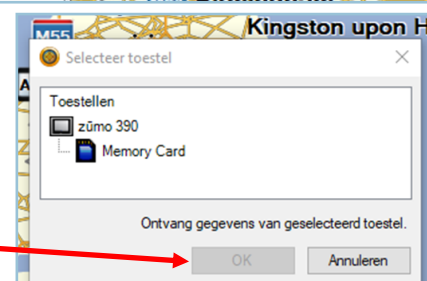 M55
Kingston upon H
Selecteer toestel
Toestellen
zūmo 390
Memory Card
Ontvang gegevens van geselecteerd toestel.
OK
Annuleren